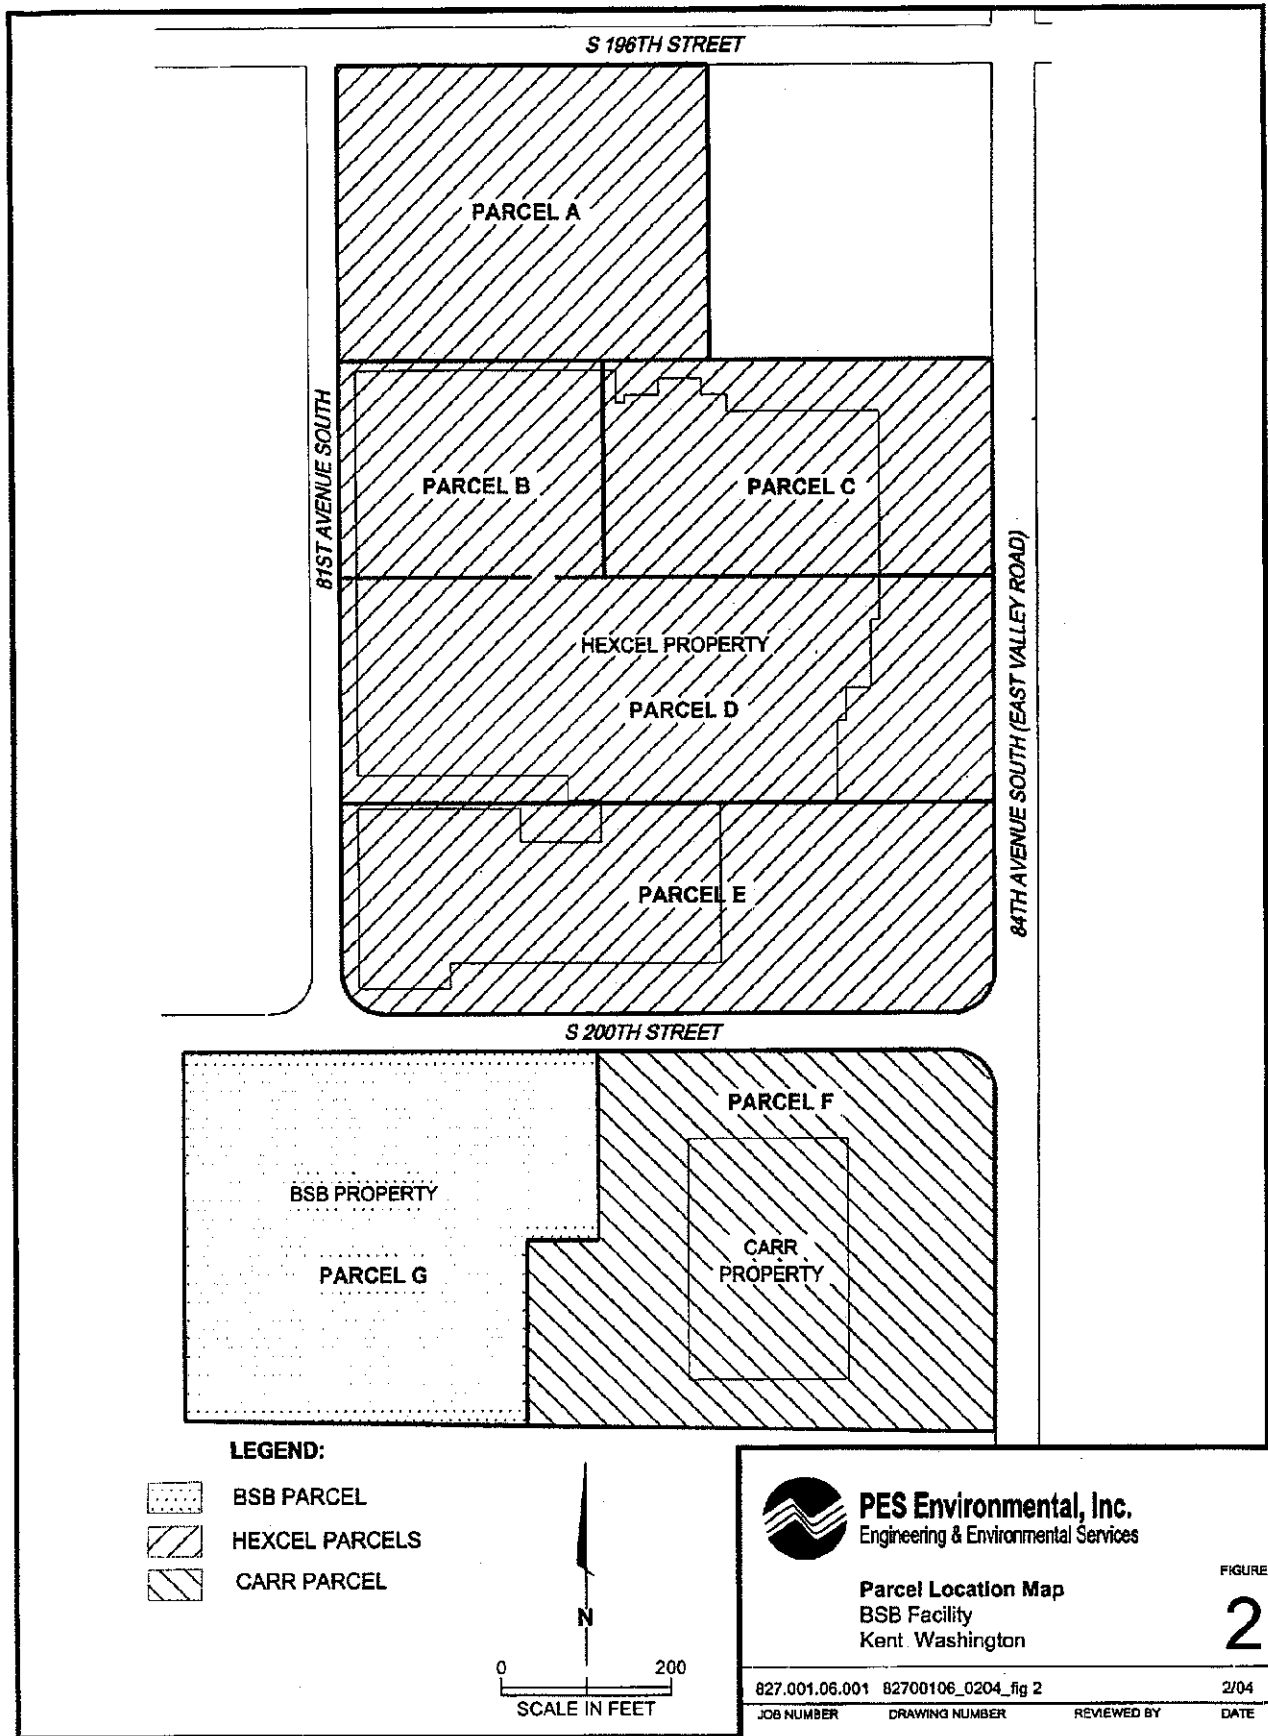 S 196TH STREET
PARCEL A
81ST AVENUE SOUTH
PARCEL B
PARCEL C
84TH AVENUE SOUTH (EAST VALLEY ROAD)
HEXCEL PROPERTY
PARCEL D
PARCEL E
S 200TH STREET
PARCEL F
BSB PROPERTY
PARCEL G
CARR
PROPERTY
LEGEND:
BSB PARCEL
HEXCEL PARCELS
CARR PARCEL
N
0 200
SCALE IN FEET
PES Environmental, Inc.
Engineering & Environmental Services
Parcel Location Map
BSB Facility
Kent Washington
FIGURE
2
827.001.06.001 82700106_0204_fig 2 2/04
JOB NUMBER DRAWING NUMBER REVIEWED BY DATE